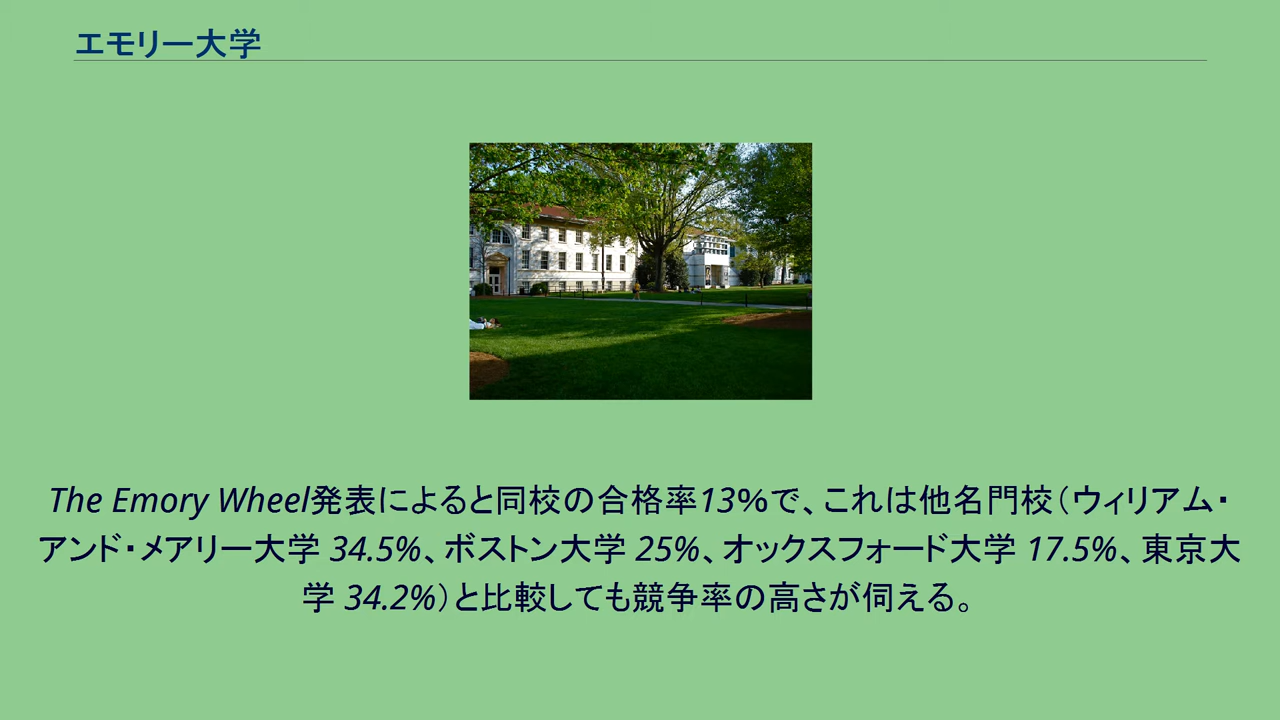 エモリー大学
The Emory Wheel発表によると同校の合格率13%で、これは他名門校（ウィリアム・
アンド・メアリー大学 34.5%、ボストン大学 25%、オックスフォード大学 17.5%、東京大
学 34.2%）と比較しても競争率の高さが伺える。